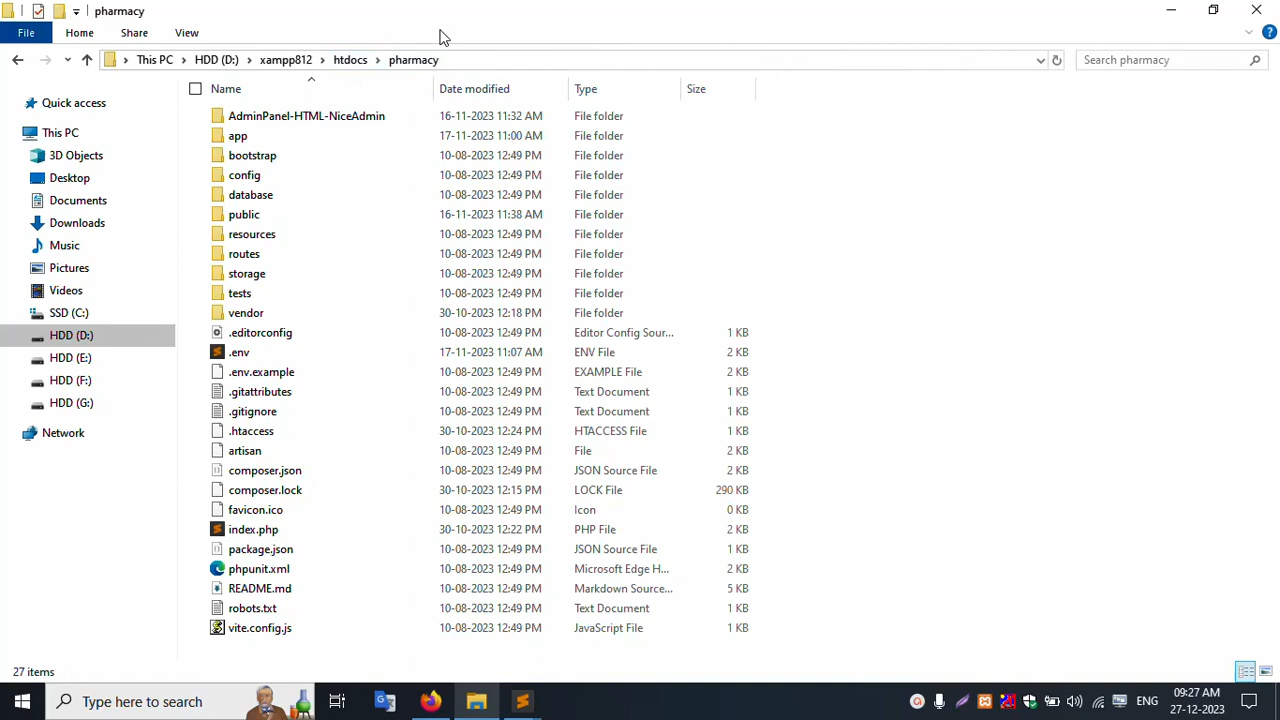 pharmacy
File Home Share View
This PC HDD (D:) xampp812 htdocs pharmacy Search pharmacy
Name Date modified Type Size
Quick access
This PC
3D Objects
Desktop
Documents
Downloads
Music
Pictures
Videos
SSD (C:)
HDD (D:)
HDD (E:)
HDD (F:)
HDD (G:)
Network
AdminPanel-HTML-NiceAdmin 16-11-2023 11:32 AM File folder
app 17-11-2023 11:00 AM File folder
bootstrap 10-08-2023 12:49 PM File folder
config 10-08-2023 12:49 PM File folder
database 10-08-2023 12:49 PM File folder
public 16-11-2023 11:38 AM File folder
resources 10-08-2023 12:49 PM File folder
routes 10-08-2023 12:49 PM File folder
storage 10-08-2023 12:49 PM File folder
tests 10-08-2023 12:49 PM File folder
vendor 30-10-2023 12:18 PM File folder
.editorconfig 10-08-2023 12:49 PM Editor Config Sour... 1 KB
.env 17-11-2023 11:07 AM ENV File 2 KB
.env.example 10-08-2023 12:49 PM EXAMPLE File 2 KB
.gitattributes 10-08-2023 12:49 PM Text Document 1 KB
.gitignore 10-08-2023 12:49 PM Text Document 1 KB
.htaccess 30-10-2023 12:24 PM HTACCESS File 1 KB
artisan 10-08-2023 12:49 PM File 2 KB
composer.json 10-08-2023 12:49 PM JSON Source File 2 KB
composer.lock 30-10-2023 12:15 PM LOCK File 290 KB
favicon.ico 10-08-2023 12:49 PM Icon 0 KB
index.php 30-10-2023 12:22 PM PHP File 2 KB
package.json 10-08-2023 12:49 PM JSON Source File 1 KB
phpunit.xml 10-08-2023 12:49 PM Microsoft Edge H... 2 KB
README.md 10-08-2023 12:49 PM Markdown Source... 5 KB
robots.txt 10-08-2023 12:49 PM Text Document 1 KB
vite.config.js 10-08-2023 12:49 PM JavaScript File 1 KB
27 items
Type here to search
ENG
09:27 AM
27-12-2023